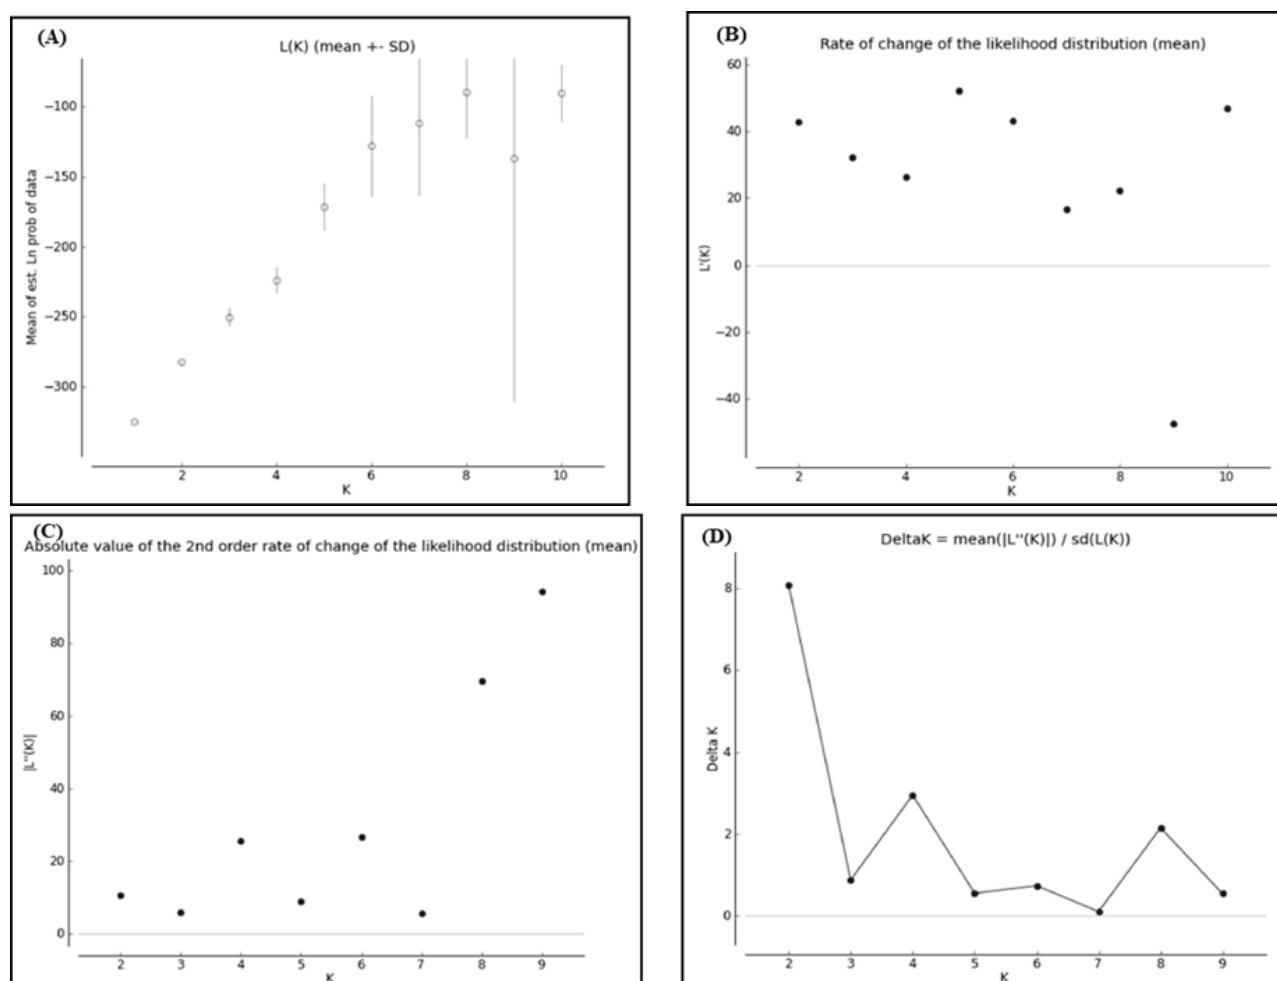 (A)
L(K) (mean +- SD)
−100
−150
−200
−250
−300
Mean of est. Ln prob of data
2 4 6 8 10
K
(B)
Rate of change of the likelihood distribution (mean)
60
40
20
0
−20
−40
L'(K)
2 4 6 8 10
K
(C)
Absolute value of the 2nd order rate of change of the likelihood distribution (mean)
100
80
60
40
20
0
|L''(K)|
2 3 4 5 6 7 8 9
K
(D)
DeltaK = mean(|L''(K)|) / sd(L(K))
8
6
4
2
0
Delta K
2 3 4 5 6 7 8 9
K